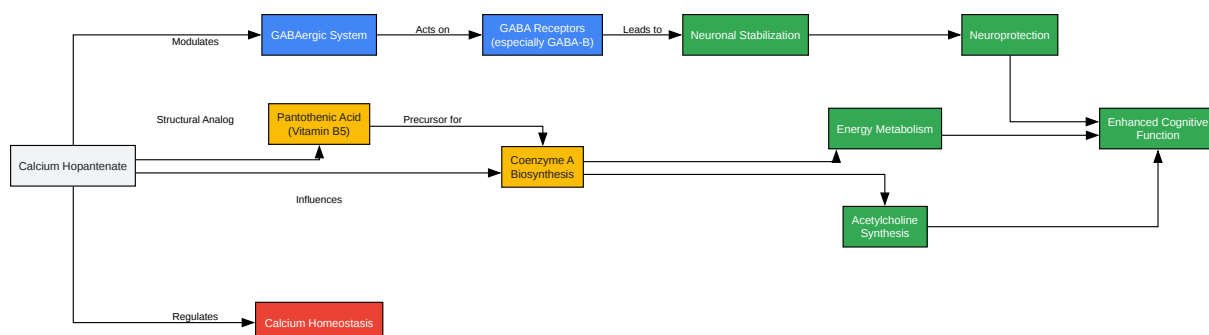 GABAergic System
Acts on
GABA Receptors
(especially GABA-B)
Leads to
Neuronal Stabilization
Neuroprotection
Modulates
Structural Analog
Pantothenic Acid
(Vitamin B5)
Precursor for
Energy Metabolism
Enhanced Cognitive
Function
Calcium Hopantenate
Coenzyme A
Biosynthesis
Influences
Acetylcholine
Synthesis
Regulates
Calcium Homeostasis